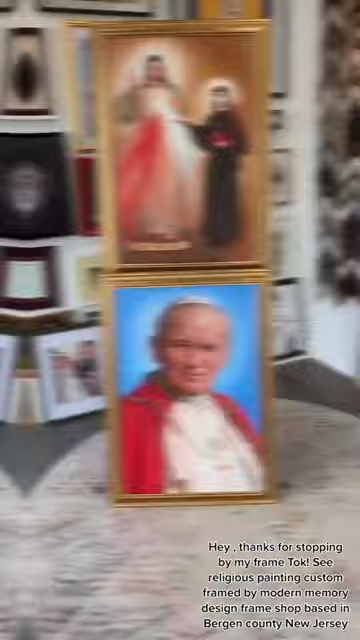 Hey , thanks for stopping
by my frame Tok! See
religious painting custom
framed by modern memory
design frame shop based in
Bergen county New Jersey